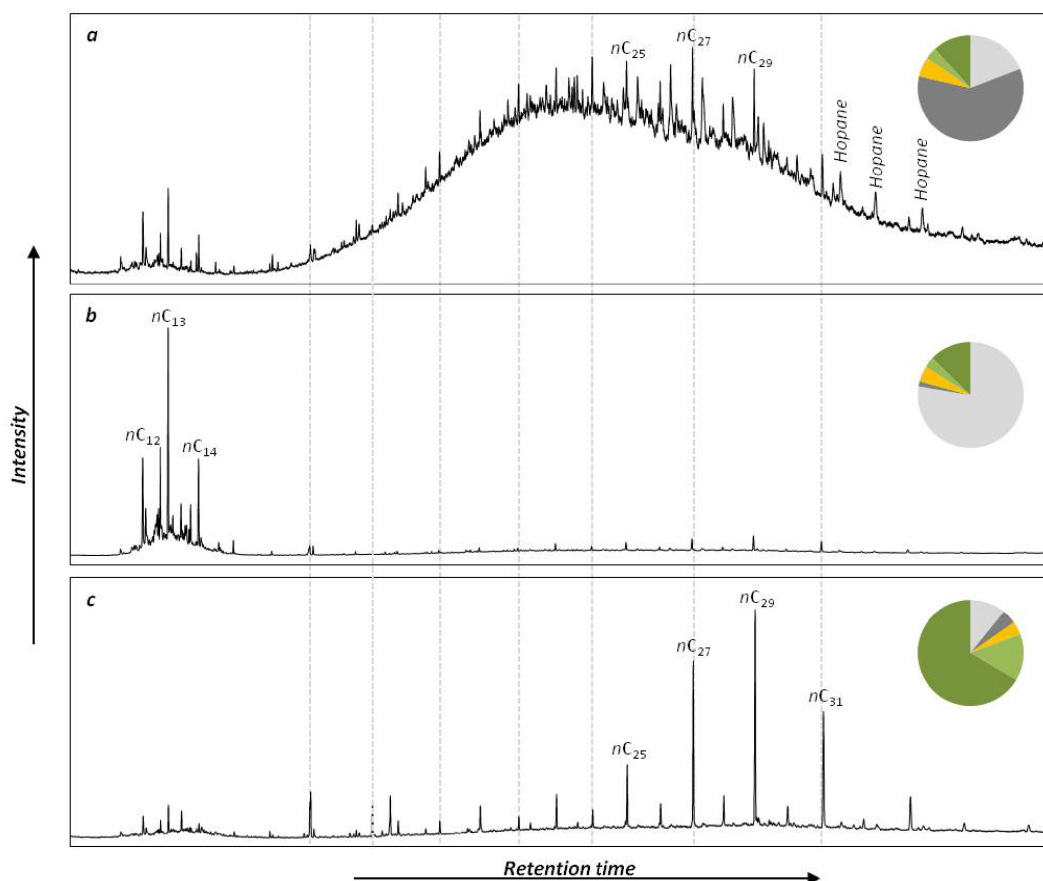 a
nC₂₅
nC₂₇
nC₂₉
Hopane
Hopane
Hopane
b
nC₁₃
nC₁₂
nC₁₄
Intensity
c
nC₂₉
nC₂₇
nC₃₁
nC₂₅
Retention time